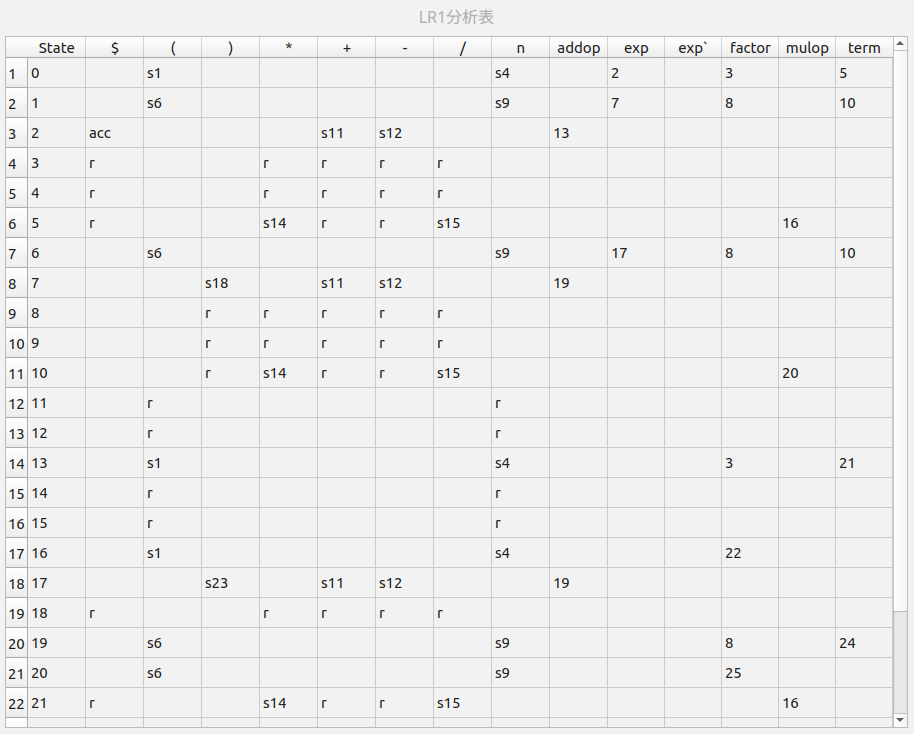 LR1分析表
State $ ( ) * + - / n addop exp exp` factor mulop term
1 0 s1 s4 2 3 5
2 1 s6 s9 7 8 10
3 2 acc s11 s12 13
4 3 r r r r r
5 4 r r r r r
6 5 r s14 r r s15 16
7 6 s6 s9 17 8 10
8 7 s18 s11 s12 19
9 8 r r r r r
10 9 r r r r r
11 10 r s14 r r s15 20
12 11 r r
13 12 r r
14 13 s1 s4 3 21
15 14 r r
16 15 r r
17 16 s1 s4 22
18 17 s23 s11 s12 19
19 18 r r r r r
20 19 s6 s9 8 24
21 20 s6 s9 25
22 21 r s14 r r s15 16